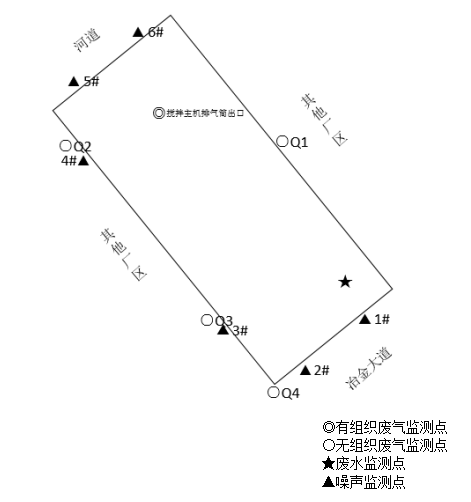 6#
河道
5#
搅拌主机排气筒出口
其他厂区
Q1
Q2
4#
其他厂区
Q3
3#
1#
2#
冶金大道
Q4
◎有组织废气监测点
○无组织废气监测点
★废水监测点
▲噪声监测点